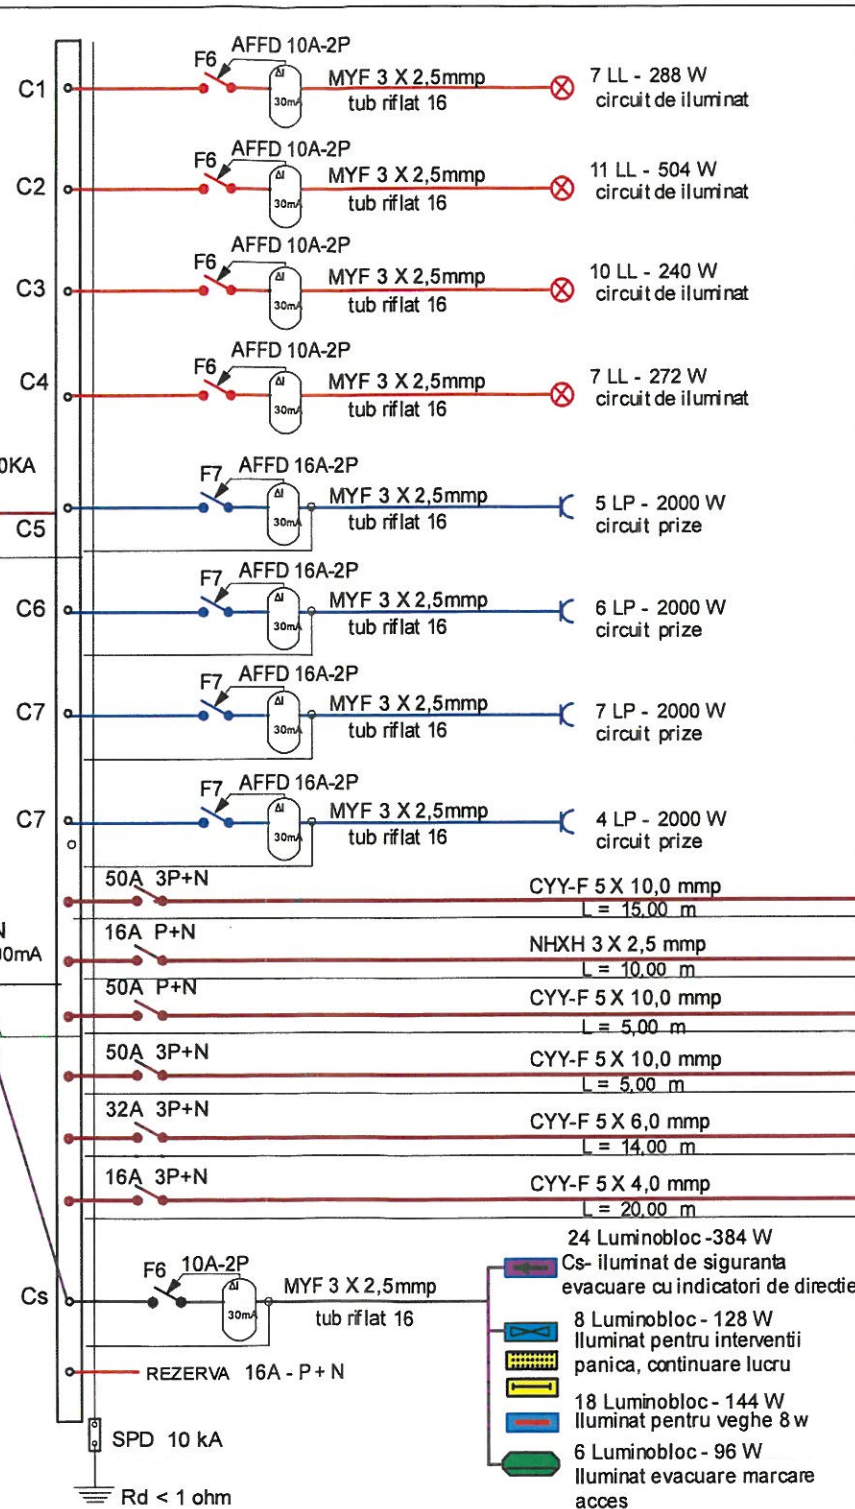 AFFD 10A-2P
F6
C1
ΔI
30mA
MYF 3 X 2,5mmp
tub riflat 16
7 LL - 288 W
circuit de iluminat
AFFD 10A-2P
F6
C2
ΔI
30mA
MYF 3 X 2,5mmp
tub riflat 16
11 LL - 504 W
circuit de iluminat
AFFD 10A-2P
F6
C3
ΔI
30mA
MYF 3 X 2,5mmp
tub riflat 16
10 LL - 240 W
circuit de iluminat
AFFD 10A-2P
F6
C4
ΔI
30mA
MYF 3 X 2,5mmp
tub riflat 16
7 LL - 272 W
circuit de iluminat
0KA
AFFD 16A-2P
F7
C5
ΔI
30mA
MYF 3 X 2,5mmp
tub riflat 16
5 LP - 2000 W
circuit prize
AFFD 16A-2P
F7
C6
ΔI
30mA
MYF 3 X 2,5mmp
tub riflat 16
6 LP - 2000 W
circuit prize
AFFD 16A-2P
F7
C7
ΔI
30mA
MYF 3 X 2,5mmp
tub riflat 16
7 LP - 2000 W
circuit prize
AFFD 16A-2P
F7
C7
ΔI
30mA
MYF 3 X 2,5mmp
tub riflat 16
4 LP - 2000 W
circuit prize
50A 3P+N
CYY-F 5 X 10,0 mmp
L = 15,00 m
N
00mA
16A P+N
NHXH 3 X 2,5 mmp
L = 10,00 m
50A P+N
CYY-F 5 X 10,0 mmp
L = 5,00 m
50A 3P+N
CYY-F 5 X 10,0 mmp
L = 5,00 m
32A 3P+N
CYY-F 5 X 6,0 mmp
L = 14,00 m
16A 3P+N
CYY-F 5 X 4,0 mmp
L = 20,00 m
Cs
F6 10A-2P
ΔI
30mA
MYF 3 X 2,5mmp
tub riflat 16
24 Luminobloc -384 W
Cs- iluminat de siguranta
evacuare cu indicatori de directie
8 Luminobloc - 128 W
Iluminat pentru interventii
panica, continuare lucru
18 Luminobloc - 144 W
Iluminat pentru veghe 8 w
6 Luminobloc - 96 W
Iluminat evacuare marcare
acces
REZERVA 16A - P + N
SPD 10 kA
Rd < 1 ohm